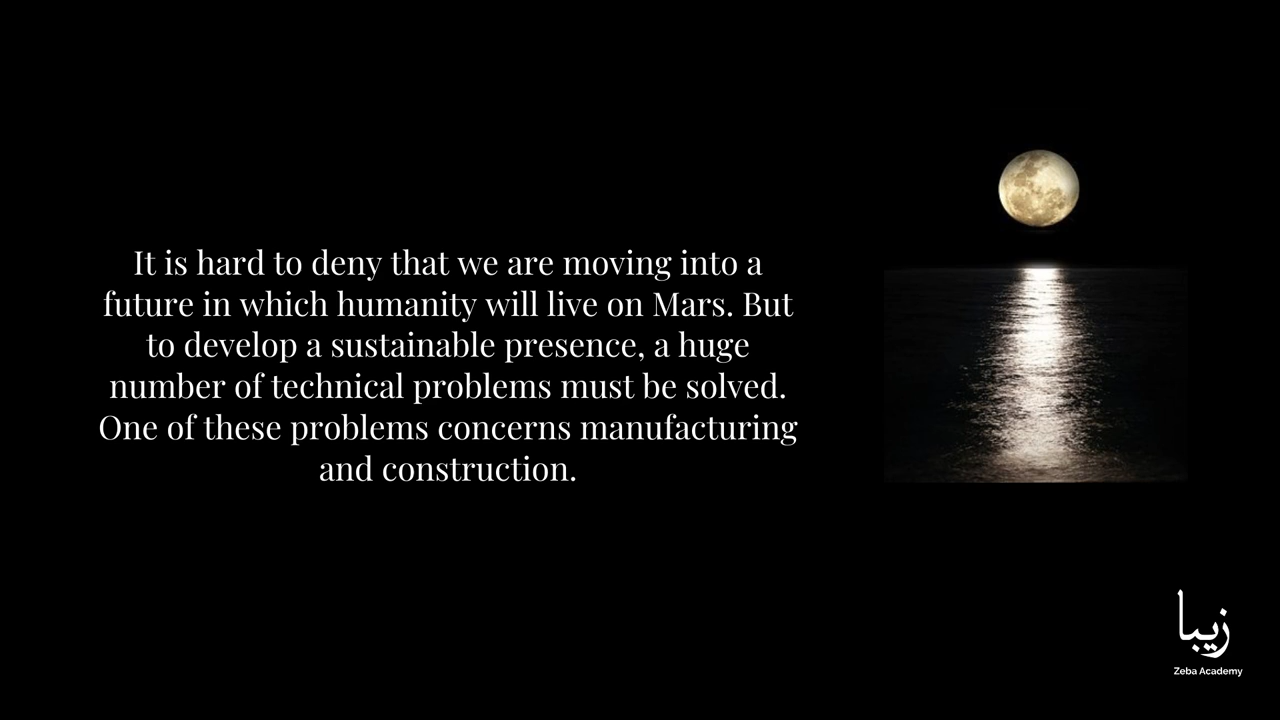 It is hard to deny that we are moving into a
future in which humanity will live on Mars. But
to develop a sustainable presence, a huge
number of technical problems must be solved.
One of these problems concerns manufacturing
and construction.
زیبا
Zeba Academy